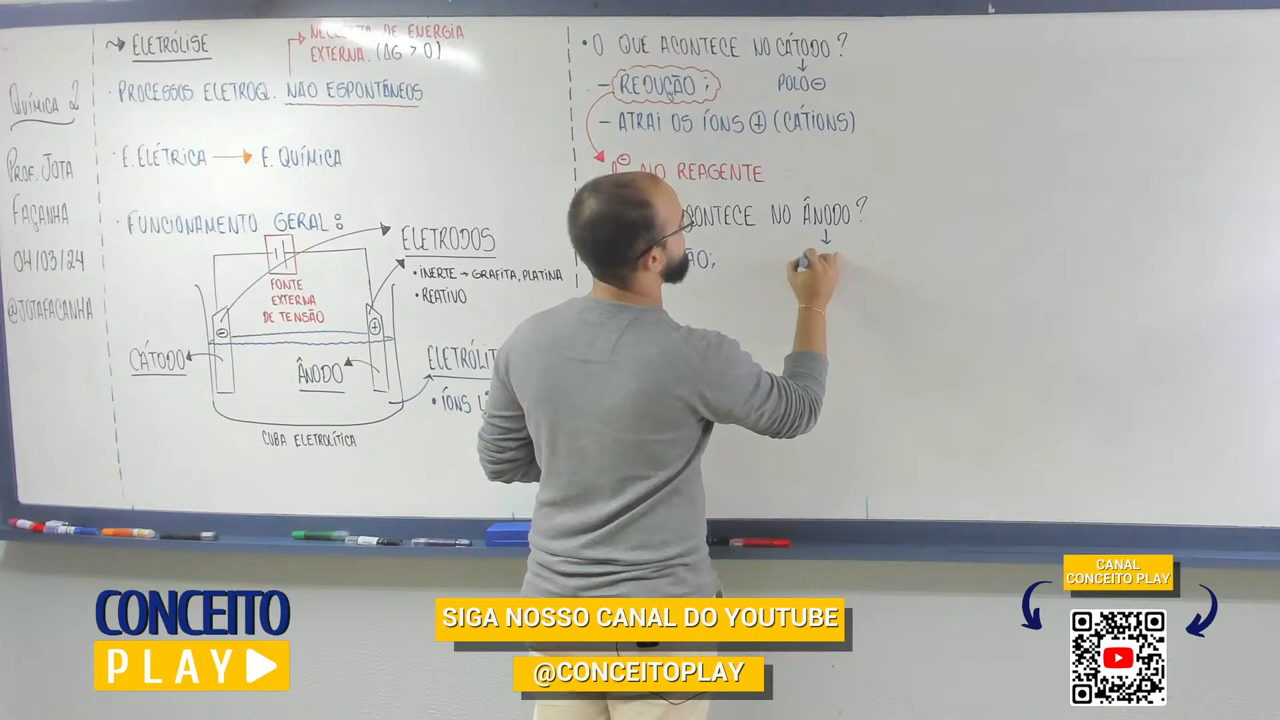 QUÍMICA 2
PROF. JOTA
FAÇANHA
04/03/24
@JOTAFAÇANHA
ELETRÓLISE
NECESSITA DE ENERGIA
EXTERNA. (ΔG > 0)
· PROCESSOS ELETROQ. NÃO ESPONTÂNEOS
· E. ELÉTRICA → E. QUÍMICA
· FUNCIONAMENTO GERAL:
FONTE
EXTERNA
DE TENSÃO
ELETRODOS
• INERTE → GRAFITA, PLATINA
• REATIVO
CÁTODO
ÂNODO
CUBA ELETROLÍTICA
• ÍONS
• O QUE ACONTECE NO CÁTODO?
– REDUÇÃO;
POLO ⊖
– ATRAI OS ÍONS ⊕ (CÁTIONS)
NO REAGENTE
NO ÂNODO?
CONCEITO
PLAY
SIGA NOSSO CANAL DO YOUTUBE
@CONCEITOPLAY
CANAL
CONCEITO PLAY